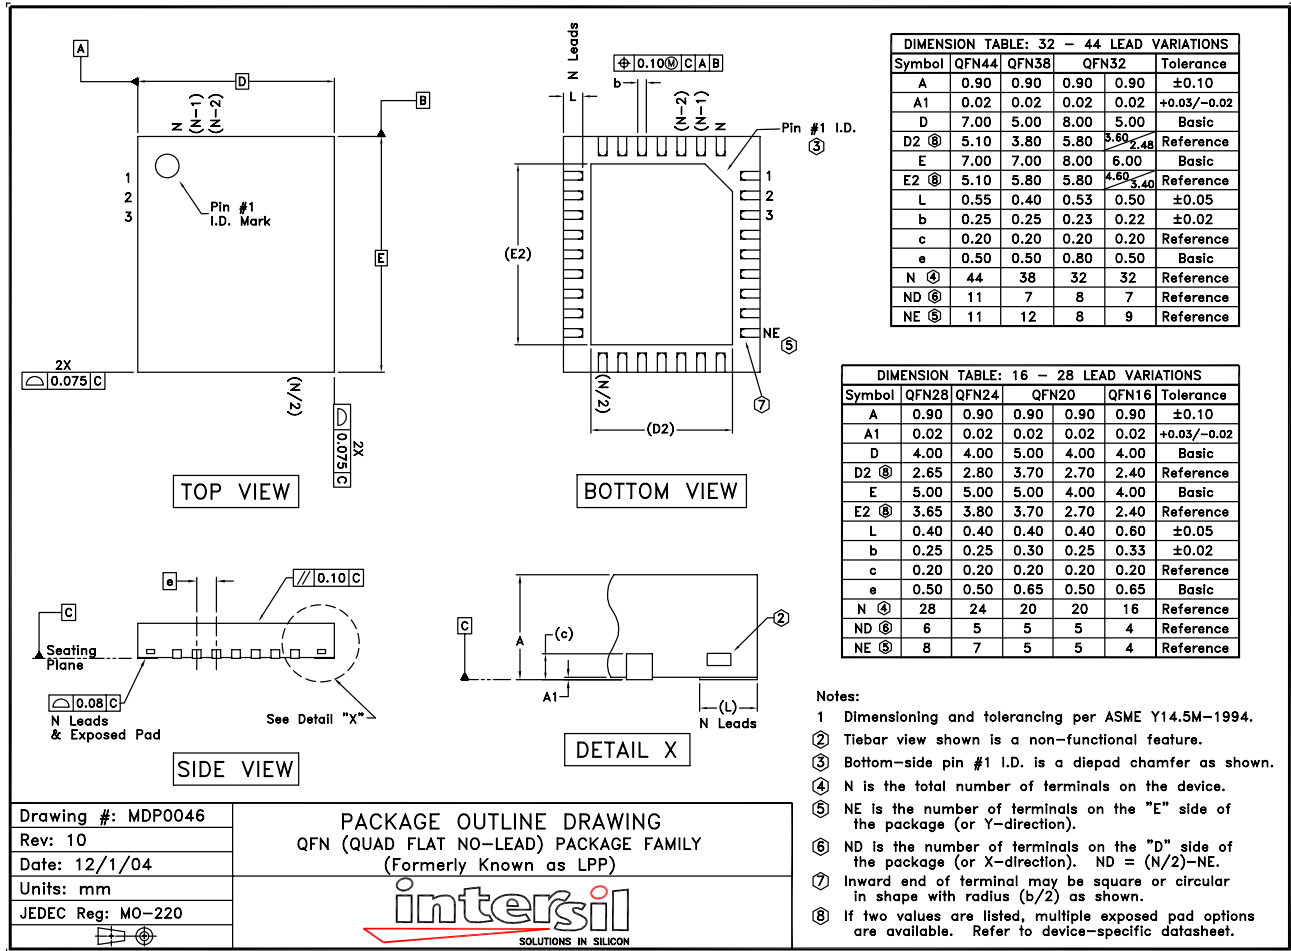 A
D
B
N
(N-1)
(N-2)
1
2
3
Pin #1
I.D. Mark
E
2X
0.075 C
(N/2)
2X
0.075 C
TOP VIEW
N Leads
L
b
0.10 M C A B
(N-2)
(N-1)
N
Pin #1 I.D.
3
1
2
3
(E2)
NE
5
(N/2)
7
(D2)
BOTTOM VIEW
e
// 0.10 C
C
Seating
Plane
0.08 C
N Leads
& Exposed Pad
See Detail "X"
SIDE VIEW
C
A
(c)
2
A1
(L)
N Leads
DETAIL X
DIMENSION TABLE: 32 - 44 LEAD VARIATIONS
Symbol QFN44 QFN38 QFN32 Tolerance
A 0.90 0.90 0.90 0.90 ±0.10
A1 0.02 0.02 0.02 0.02 +0.03/-0.02
D 7.00 5.00 8.00 5.00 Basic
D2 8 5.10 3.80 5.80 3.60/2.48 Reference
E 7.00 7.00 8.00 6.00 Basic
E2 8 5.10 5.80 5.80 4.60/3.40 Reference
L 0.55 0.40 0.53 0.50 ±0.05
b 0.25 0.25 0.23 0.22 ±0.02
c 0.20 0.20 0.20 0.20 Reference
e 0.50 0.50 0.80 0.50 Basic
N 4 44 38 32 32 Reference
ND 6 11 7 8 7 Reference
NE 5 11 12 8 9 Reference
DIMENSION TABLE: 16 - 28 LEAD VARIATIONS
Symbol QFN28 QFN24 QFN20 QFN16 Tolerance
A 0.90 0.90 0.90 0.90 0.90 ±0.10
A1 0.02 0.02 0.02 0.02 0.02 +0.03/-0.02
D 4.00 4.00 5.00 4.00 4.00 Basic
D2 8 2.65 2.80 3.70 2.70 2.40 Reference
E 5.00 5.00 5.00 4.00 4.00 Basic
E2 8 3.65 3.80 3.70 2.70 2.40 Reference
L 0.40 0.40 0.40 0.40 0.60 ±0.05
b 0.25 0.25 0.30 0.25 0.33 ±0.02
c 0.20 0.20 0.20 0.20 0.20 Reference
e 0.50 0.50 0.65 0.50 0.65 Basic
N 4 28 24 20 20 16 Reference
ND 6 6 5 5 5 4 Reference
NE 5 8 7 5 5 4 Reference
Notes:
1 Dimensioning and tolerancing per ASME Y14.5M-1994.
2 Tiebar view shown is a non-functional feature.
3 Bottom-side pin #1 I.D. is a diepad chamfer as shown.
4 N is the total number of terminals on the device.
5 NE is the number of terminals on the "E" side of
the package (or Y-direction).
6 ND is the number of terminals on the "D" side of
the package (or X-direction). ND = (N/2)-NE.
7 Inward end of terminal may be square or circular
in shape with radius (b/2) as shown.
8 If two values are listed, multiple exposed pad options
are available. Refer to device-specific datasheet.
Drawing #: MDP0046
Rev: 10
Date: 12/1/04
Units: mm
JEDEC Reg: MO-220
PACKAGE OUTLINE DRAWING
QFN (QUAD FLAT NO-LEAD) PACKAGE FAMILY
(Formerly Known as LPP)
intersil
SOLUTIONS IN SILICON